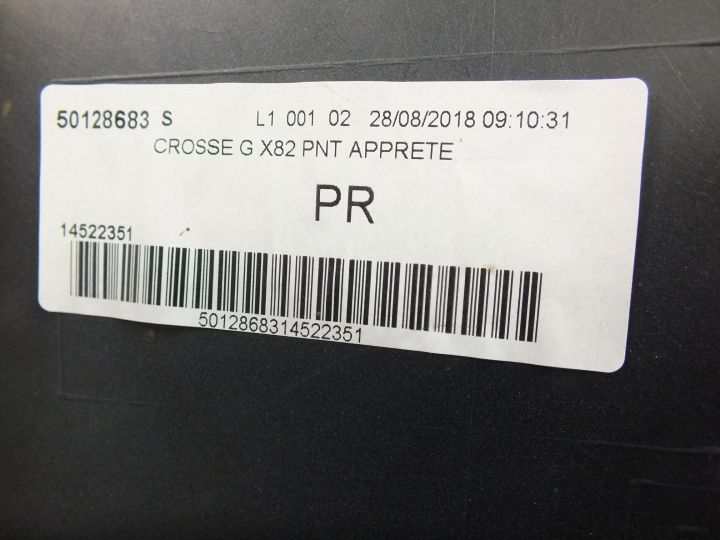 50128683 S L1 001 02 28/08/2018 09:10:31
CROSSE G X82 PNT APPRETE
PR
14522351
5012868314522351